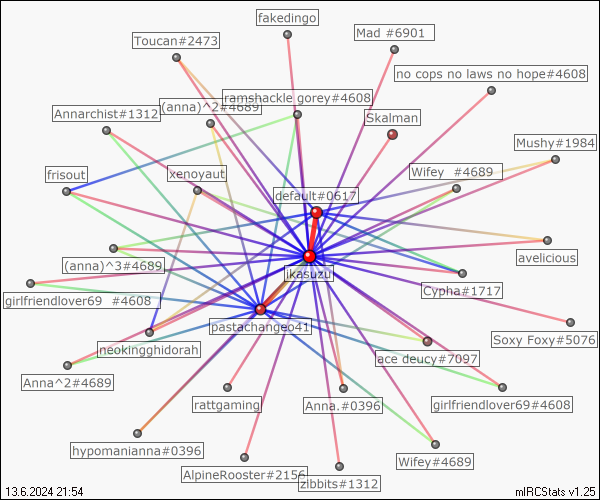 fakedingo
Mad #6901
Toucan#2473
no cops no laws no hope#4608
ramshackle gorey#4608
(anna)^2#4689
Annarchist#1312
Skalman
Mushy#1984
frisout
xenoyaut
Wifey #4689
default#0617
avelicious
(anna)^3#4689
ikasuzu
Cypha#1717
girlfriendlover69 #4608
pastachangeo41
Soxy Foxy#5076
neokingghidorah
ace deucy#7097
Anna^2#4689
rattgaming
Anna.#0396
girlfriendlover69#4608
hypomanianna#0396
Wifey#4689
AlpineRooster#2156
zlbbits#1312
13.6.2024 21:54
mIRCStats v1.25